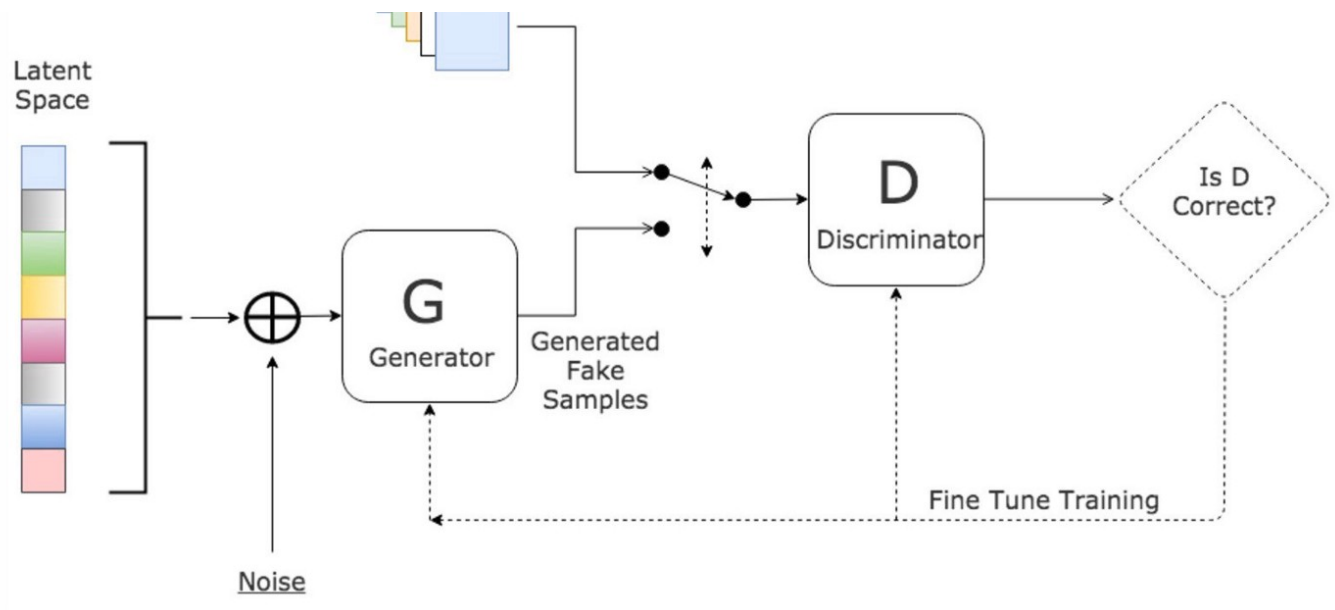 Latent
Space
G
Generator
Generated
Fake
Samples
D
Discriminator
Is D
Correct?
Fine Tune Training
Noise